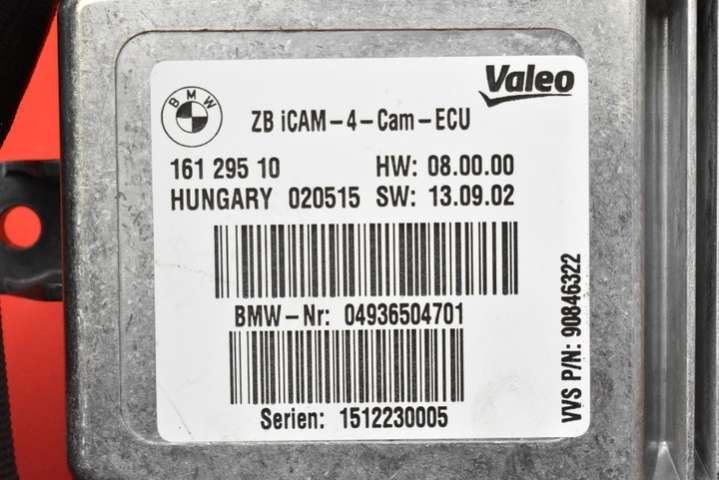 BMW
Valeo
ZB iCAM-4-Cam-ECU
161 295 10 HW: 08.00.00
HUNGARY 020515 SW: 13.09.02
BMW-Nr: 04936504701
Serien: 1512230005
VVS P/N: 90846322